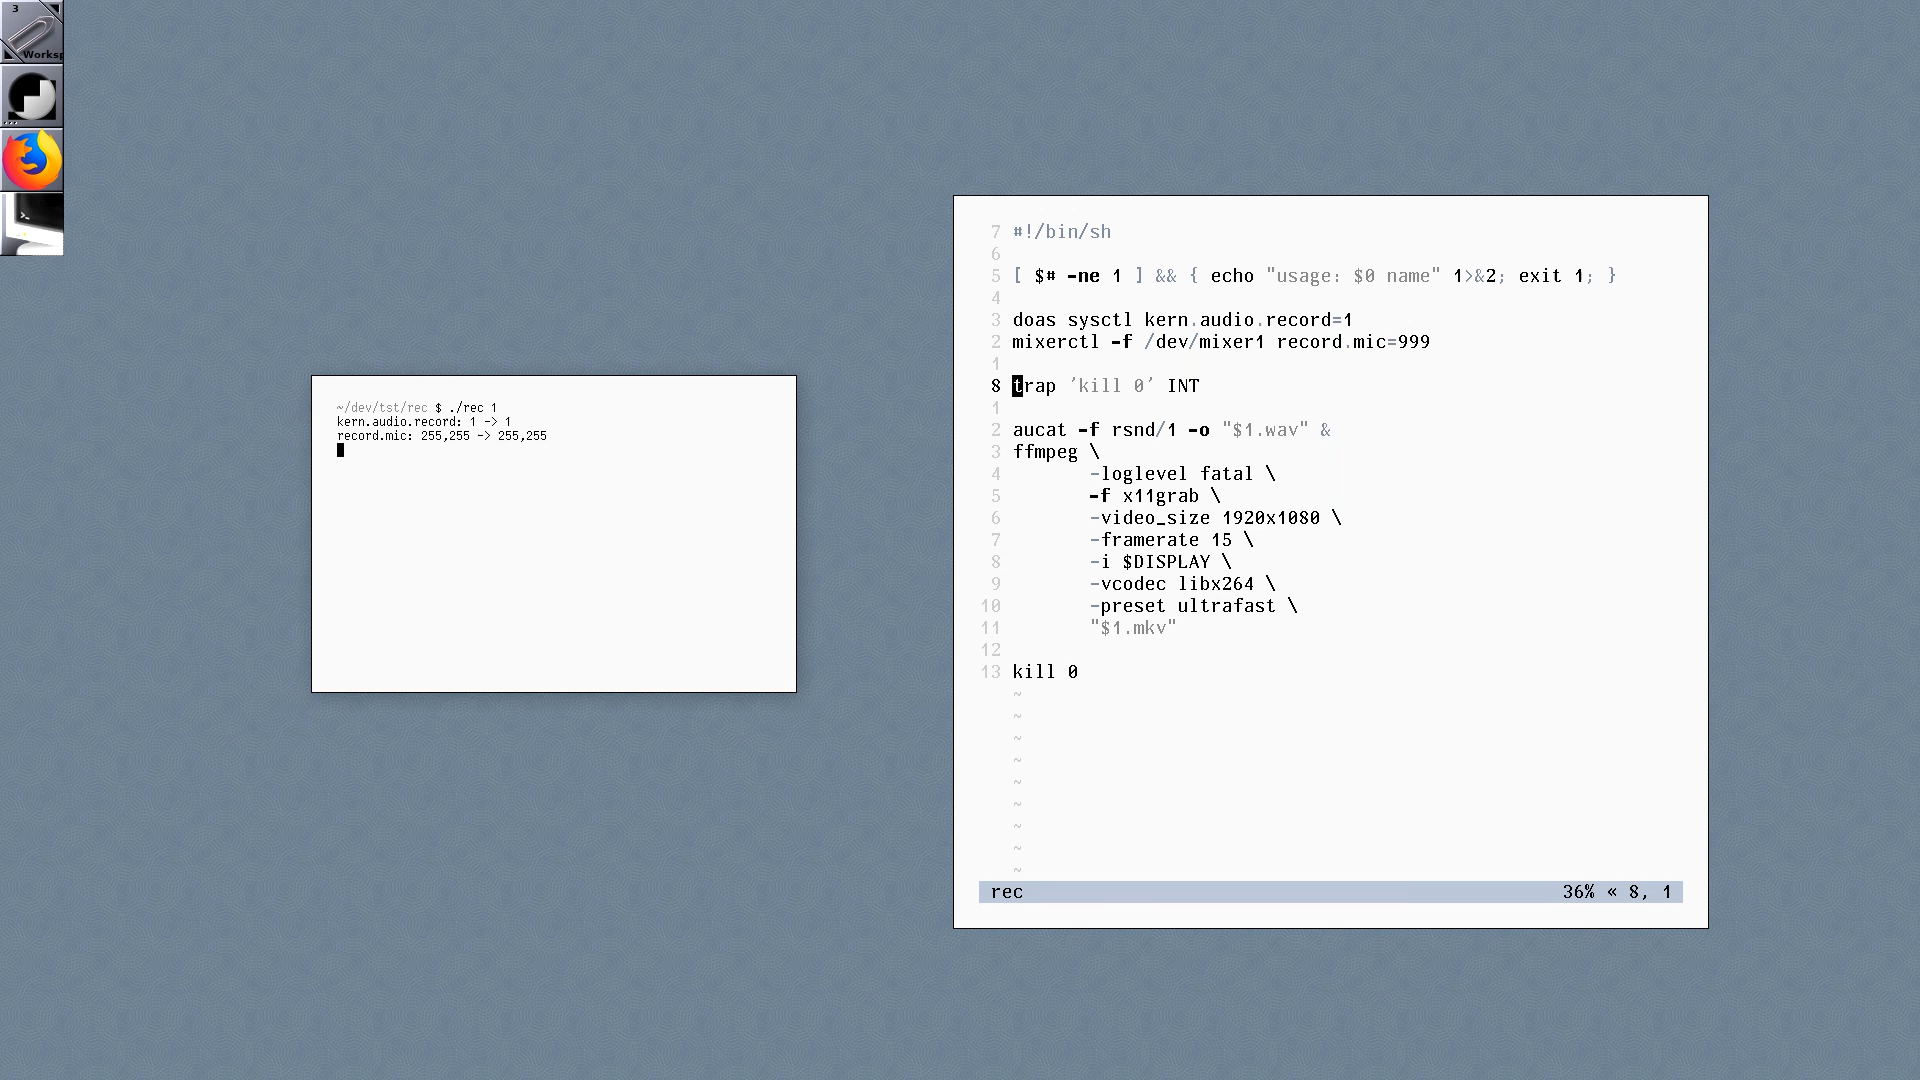 3
Worksp
~/dev/tst/rec $ ./rec 1
kern.audio.record: 1 -> 1
record.mic: 255,255 -> 255,255
7 #!/bin/sh
6
5 [ $# -ne 1 ] && { echo "usage: $0 name" 1>&2; exit 1; }
4
3 doas sysctl kern.audio.record=1
2 mixerctl -f /dev/mixer1 record.mic=999
1
8 trap 'kill 0' INT
1
2 aucat -f rsnd/1 -o "$1.wav" &
3 ffmpeg \
4 -loglevel fatal \
5 -f x11grab \
6 -video_size 1920x1080 \
7 -framerate 15 \
8 -i $DISPLAY \
9 -vcodec libx264 \
10 -preset ultrafast \
11 "$1.mkv"
12
13 kill 0
~
~
~
~
~
~
~
~
~
rec 36% « 8, 1